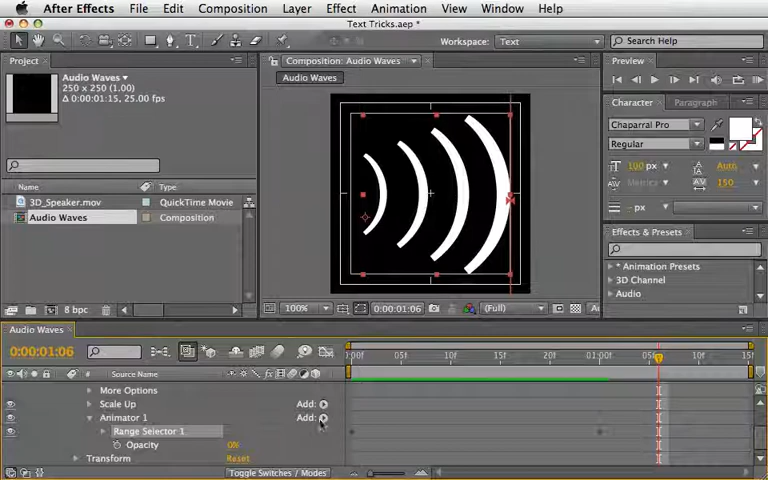 After Effects File Edit Composition Layer Effect Animation View Window Help
Text Tricks.aep *
Workspace: Text
Search Help
Project
Audio Waves▼
250 x 250 (1.00)
Δ 0:00:01:15, 25.00 fps
Name Type
3D_Speaker.mov QuickTime Movie
Audio Waves Composition
8 bpc
Composition: Audio Waves
Audio Waves
100% 0:00:01:06 (Full)
Preview
Character Paragraph
Chaparral Pro
Regular
100 px Auto
Metrics 150
- px
Effects & Presets
* Animation Presets
3D Channel
Audio
Audio Waves
0:00:01:06
Source Name
:00f 05f 10f 15f 20f 01:00f 05f 15f
More Options
Scale Up Add:
Animator 1 Add:
Range Selector 1
Opacity 0%
Transform Reset
Toggle Switches / Modes